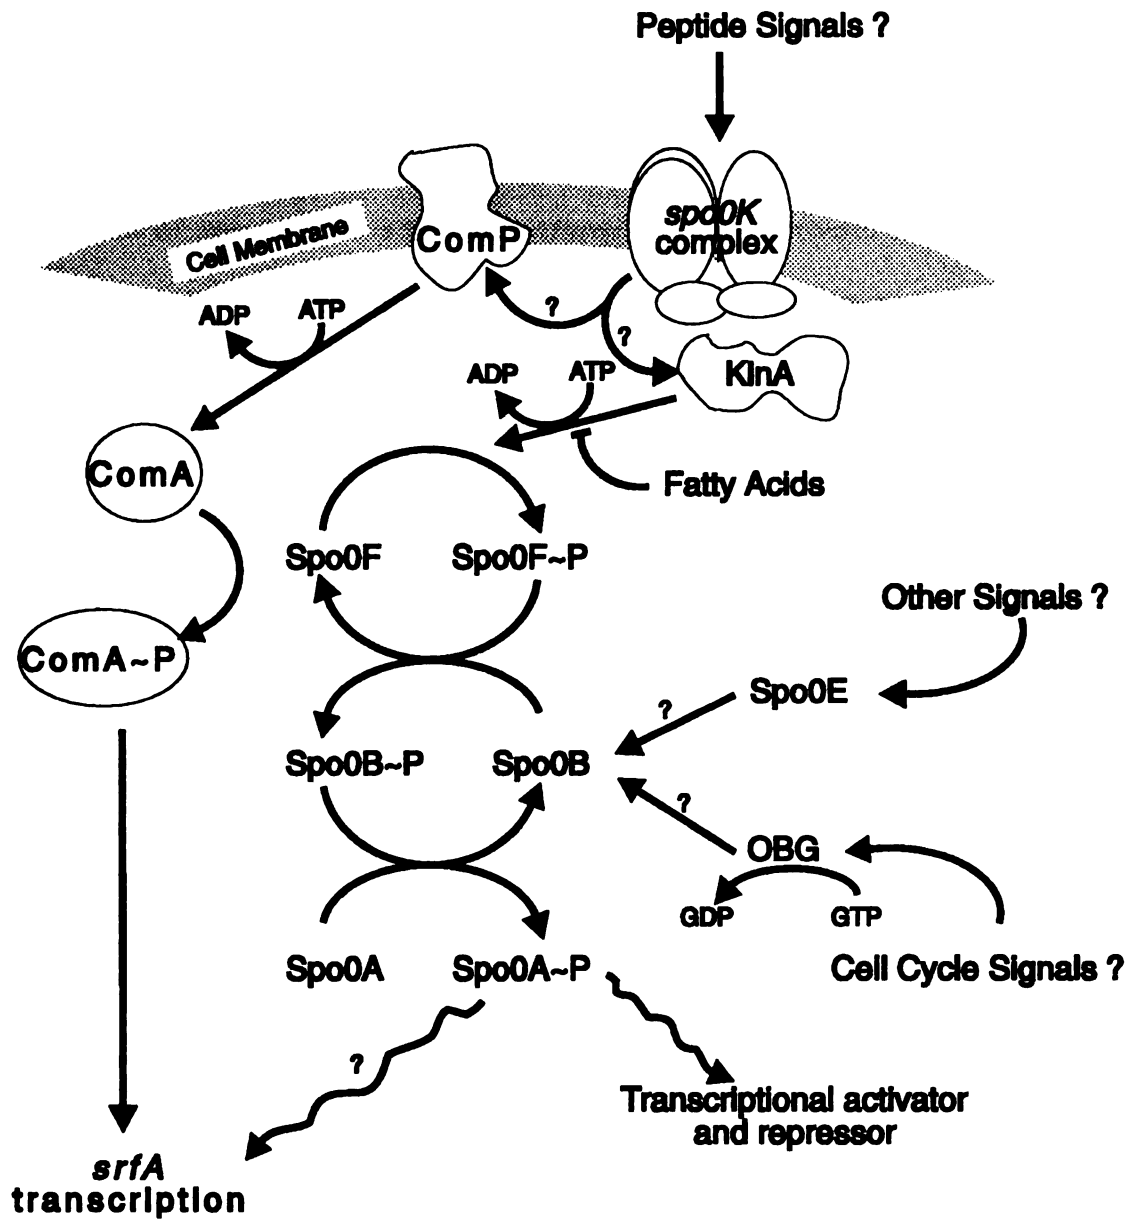 Peptide Signals ?
spo0K
complex
ComP
Cell Membrane
ADP
ATP
?
?
KinA
ADP
ATP
ComA
Fatty Acids
Spo0F
Spo0F~P
Other Signals ?
ComA~P
Spo0E
?
Spo0B~P
Spo0B
?
OBG
GDP
GTP
Spo0A
Spo0A~P
Cell Cycle Signals ?
?
Transcriptional activator
and repressor
srfA
transcription